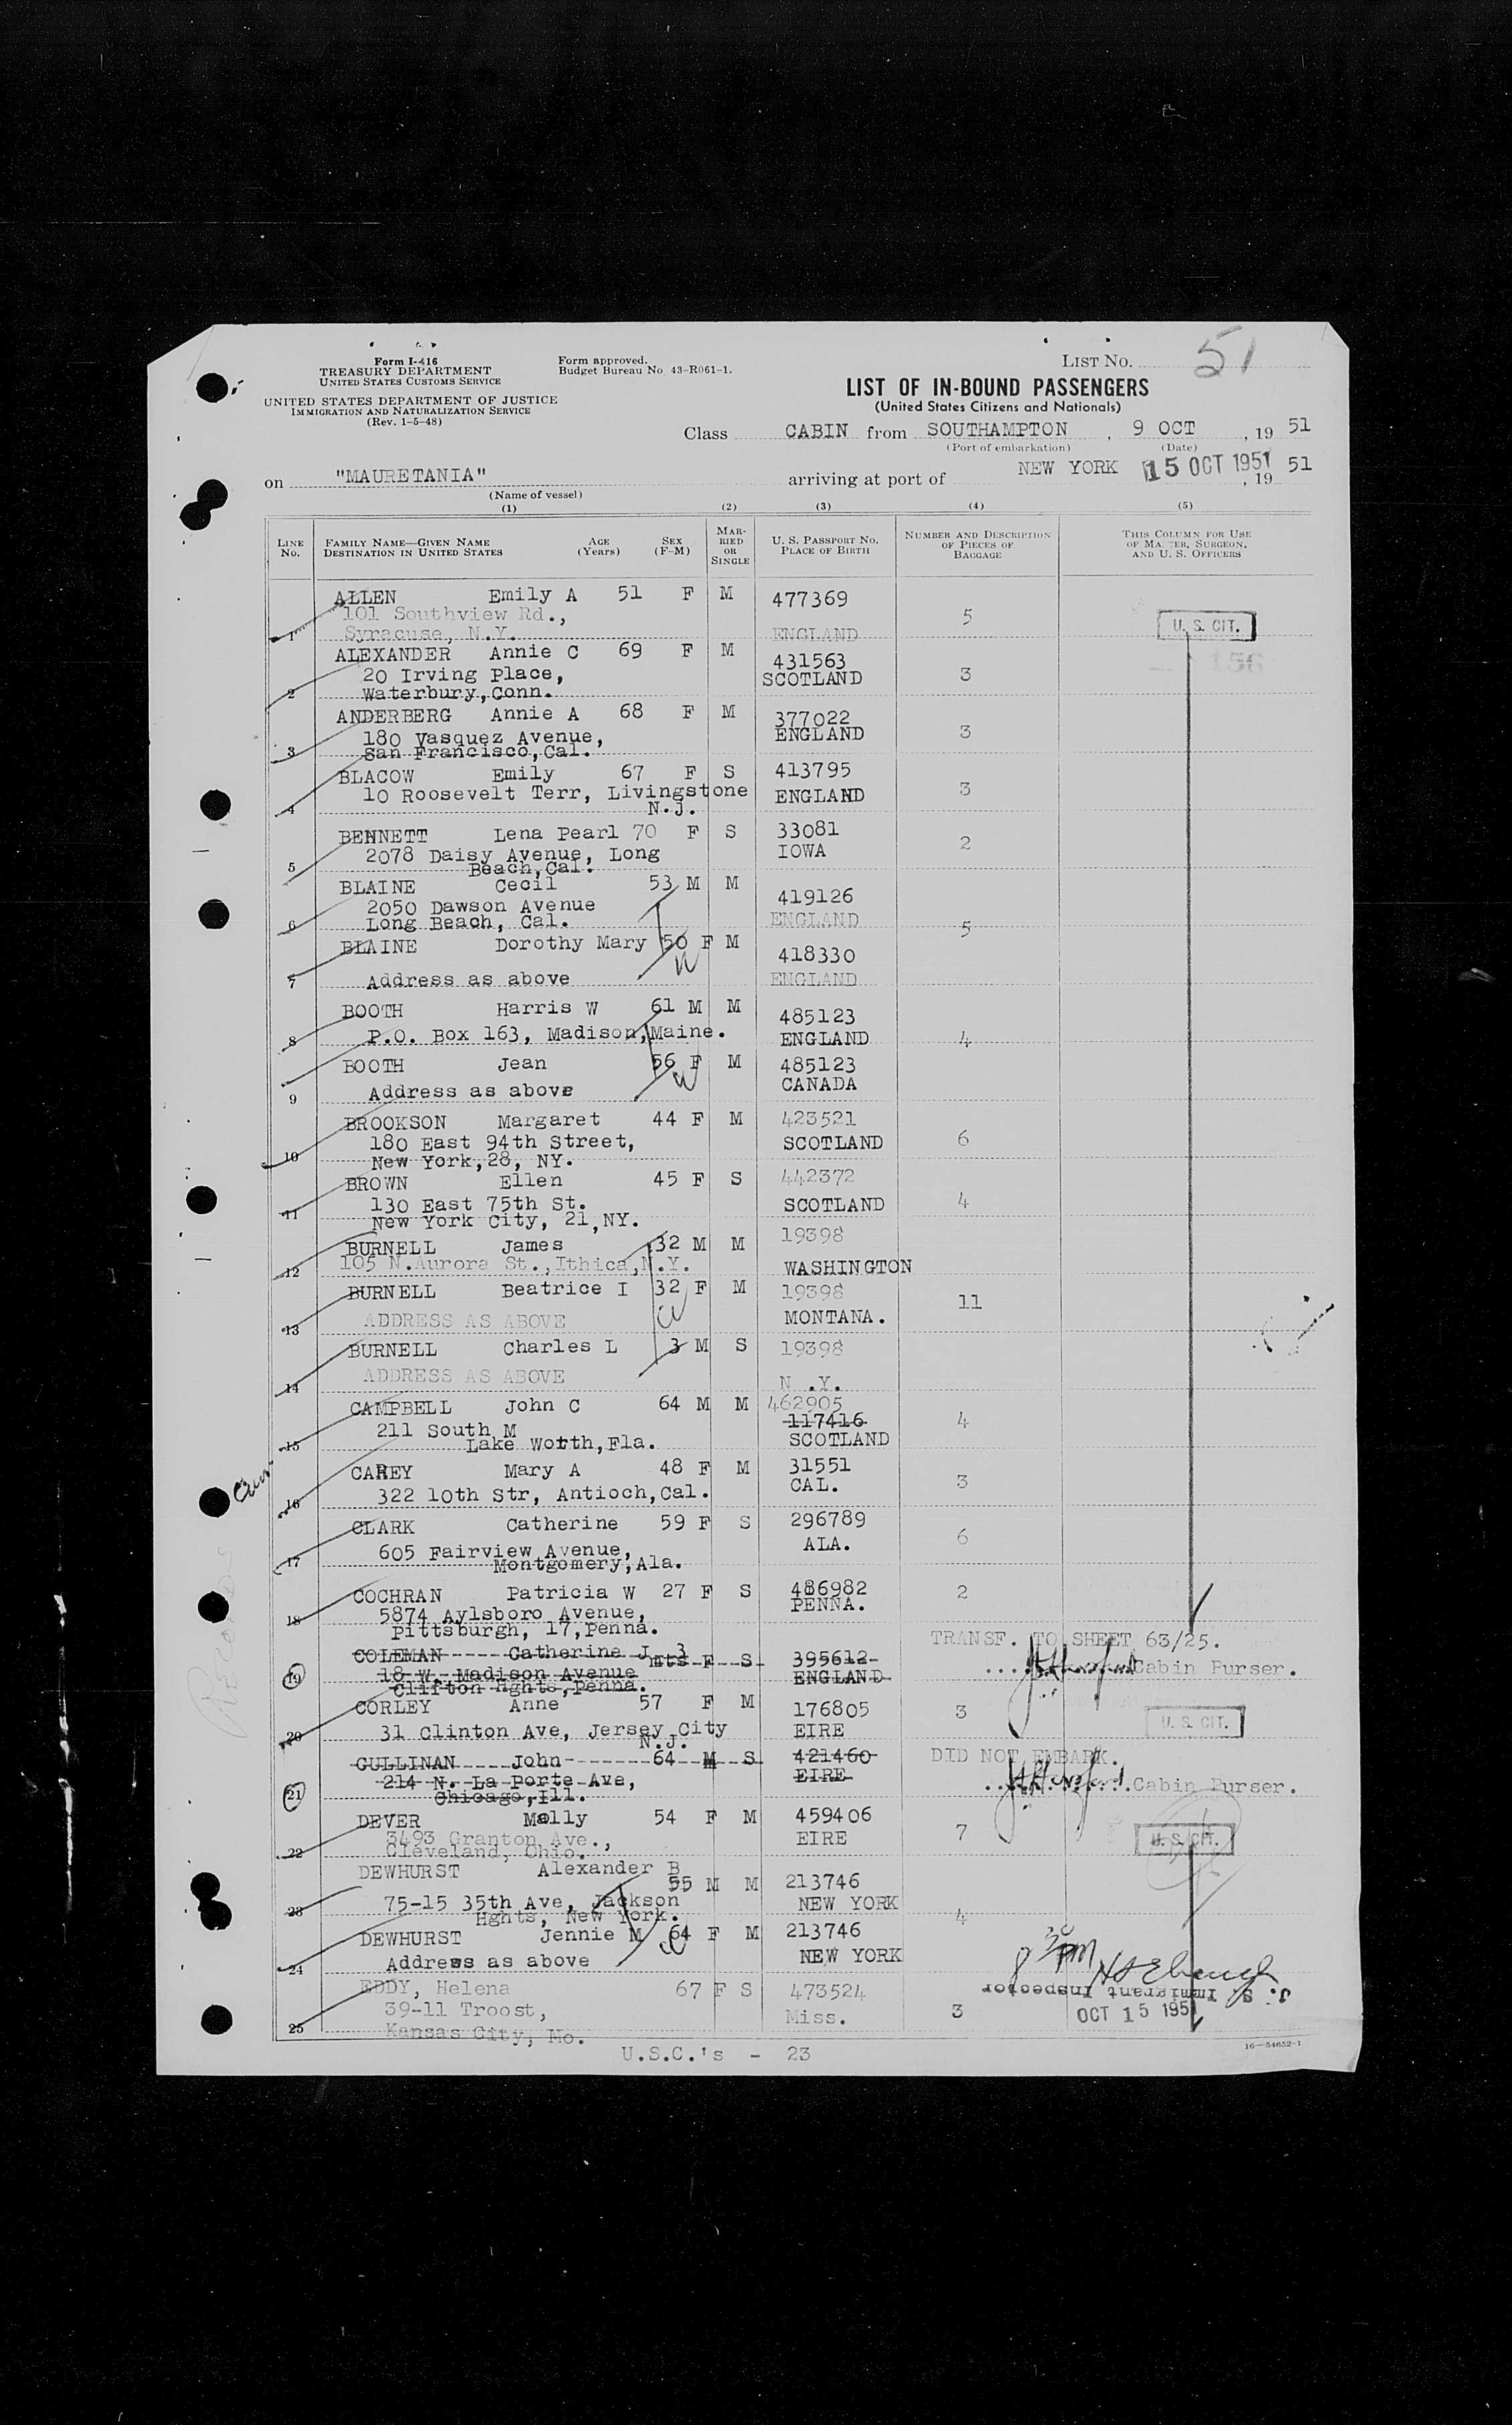 Form I-416
TREASURY DEPARTMENT
UNITED STATES CUSTOMS SERVICE
UNITED STATES DEPARTMENT OF JUSTICE
IMMIGRATION AND NATURALIZATION SERVICE
(Rev. 1-5-48)
Form approved.
Budget Bureau No. 43-R061-1.
LIST NO. 51
LIST OF IN-BOUND PASSENGERS
(United States Citizens and Nationals)
Class CABIN from SOUTHAMPTON, 9 OCT, 19 51
(Port of embarkation) (Date)
on "MAURETANIA" arriving at port of NEW YORK 15 OCT 1951, 19 51
(Name of vessel)
(1) (2) (3) (4) (5)
LINE NO. FAMILY NAME—GIVEN NAME DESTINATION IN UNITED STATES AGE (Years) SEX (F-M) MARRIED OR SINGLE U. S. PASSPORT NO. PLACE OF BIRTH NUMBER AND DESCRIPTION OF PIECES OF BAGGAGE THIS COLUMN FOR USE OF MASTER, SURGEON, AND U. S. OFFICERS
ALLEN Emily A 51 F M 477369
101 Southview Rd., 5 U. S. CIT.
1 Syracuse, N.Y. ENGLAND
ALEXANDER Annie C 69 F M 431563
20 Irving Place, SCOTLAND 3
2 Waterbury, Conn.
ANDERBERG Annie A 68 F M 377022
180 Vasquez Avenue, ENGLAND 3
3 San Francisco, Cal.
BLACOW Emily 67 F S 413795
10 Roosevelt Terr, Livingstone ENGLAND 3
4 N.J.
BENNETT Lena Pearl 70 F S 33081
2078 Daisy Avenue, Long IOWA 2
5 Beach, Cal.
BLAINE Cecil 53 M M 419126
2050 Dawson Avenue
6 Long Beach, Cal. ENGLAND 5
BLAINE Dorothy Mary 50 F M 418330
7 Address as above ENGLAND
BOOTH Harris W 61 M M 485123
8 P.O. Box 163, Madison, Maine. ENGLAND 4
BOOTH Jean 56 F M 485123
9 Address as above CANADA
BROOKSON Margaret 44 F M 423521
180 East 94th Street, SCOTLAND 6
10 New York, 28, NY.
BROWN Ellen 45 F S 442372
130 East 75th St. SCOTLAND 4
11 New York City, 21, NY.
BURNELL James 32 M M 19398
12 105 N. Aurora St., Ithica, N.Y. WASHINGTON
BURNELL Beatrice I 32 F M 19398 11
13 ADDRESS AS ABOVE MONTANA.
BURNELL Charles L 3 M S 19398
14 ADDRESS AS ABOVE N .Y.
CAMPBELL John C 64 M M 462905
211 South M 117416 4
15 Lake Worth, Fla. SCOTLAND
CAREY Mary A 48 F M 31551
16 322 10th Str, Antioch, Cal. CAL. 3
CLARK Catherine 59 F S 296789
605 Fairview Avenue, ALA. 6
17 Montgomery, Ala.
COCHRAN Patricia W 27 F S 486982 2
5874 Aylsboro Avenue, PENNA.
18 Pittsburgh, 17, Penna.
COLEMAN Catherine J 3 mts F S 395612 TRANSF. TO SHEET 63/25.
19 18 W. Madison Avenue ENGLAND Cabin Purser.
Clifton Hghts, Penna.
CORLEY Anne 57 F M 176805 3
20 31 Clinton Ave, Jersey City EIRE U. S. CIT.
N.J.
CULLINAN John 64 M S 421460 DID NOT EMBARK.
214 N. La Porte Ave, EIRE Cabin Purser.
21 Chicago, Ill.
DEVER Molly 54 F M 459406
3493 Granton Ave., EIRE 7 U. S. CIT.
22 Cleveland, Ohio.
DEWHURST Alexander B
55 M M 213746
23 75-15 35th Ave, Jackson NEW YORK 4
Hghts, New York.
DEWHURST Jennie M 64 F M 213746
24 Address as above NEW YORK
8 30 PM
EDDY, Helena 67 F S 473524
U. S. Immigrant Inspector
39-11 Troost, Miss. 3 OCT 15 1951
25 Kansas City, Mo.
16—54652-1
U.S.C.'s - 23